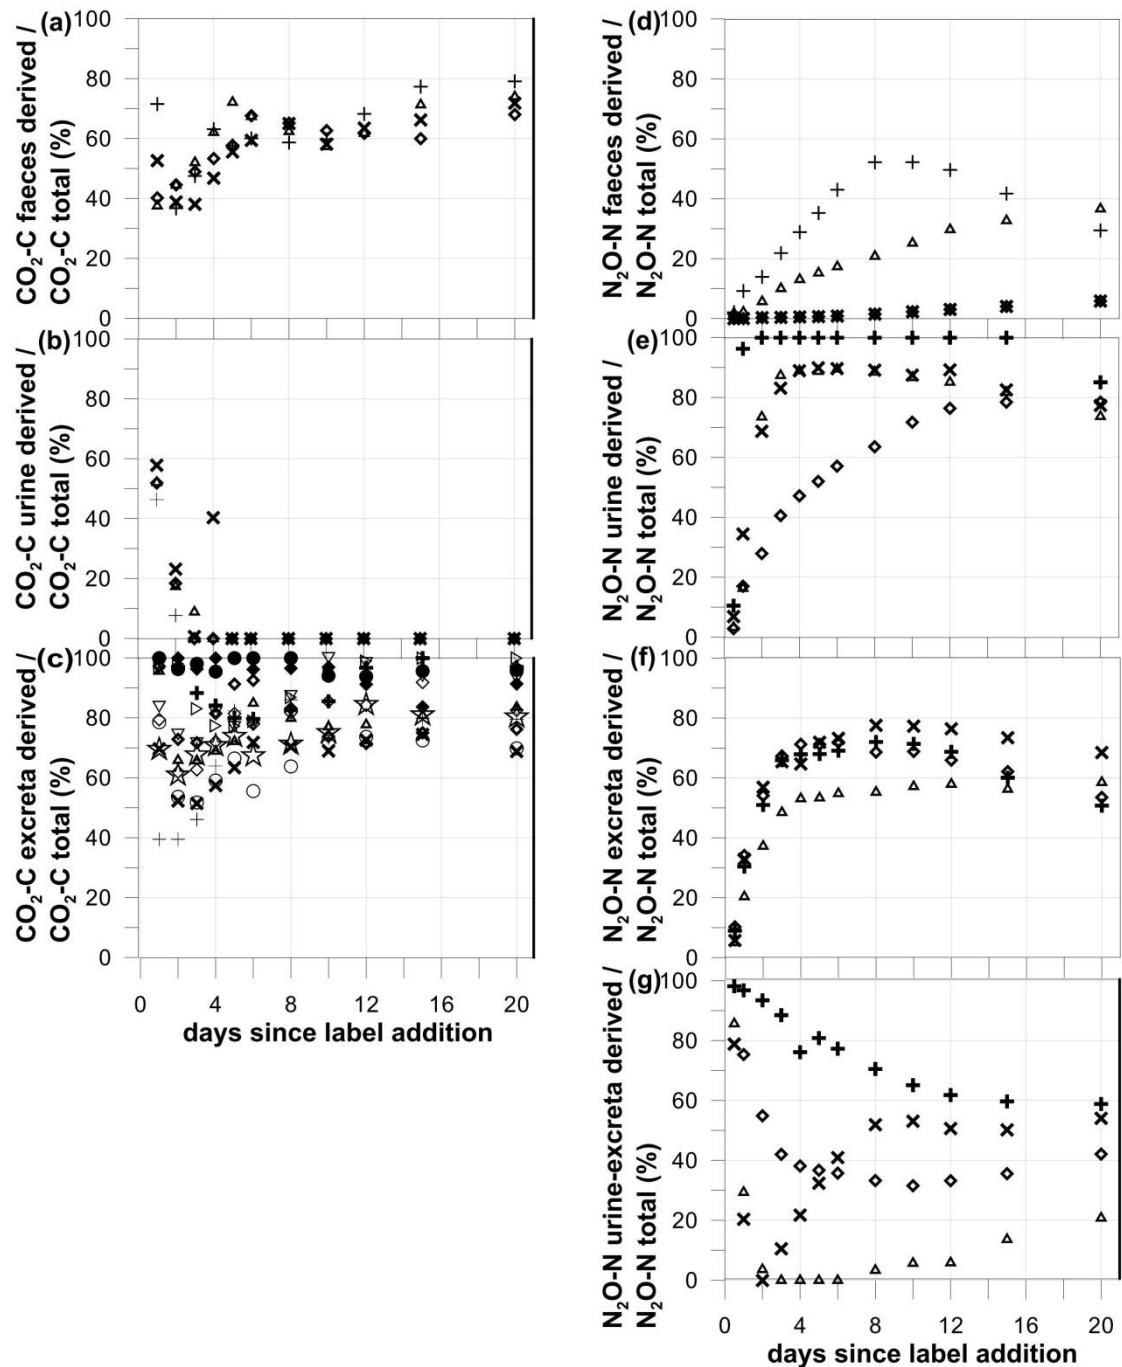 (a)
CO₂-C faeces derived /
CO₂-C total (%)
100
80
60
40
20
0
(b)
CO₂-C urine derived /
CO₂-C total (%)
100
80
60
40
20
0
(c)
CO₂-C excreta derived /
CO₂-C total (%)
100
80
60
40
20
0
0 4 8 12 16 20
days since label addition
(d)
N₂O-N faeces derived /
N₂O-N total (%)
100
80
60
40
20
0
(e)
N₂O-N urine derived /
N₂O-N total (%)
100
80
60
40
20
0
(f)
N₂O-N excreta derived /
N₂O-N total (%)
100
80
60
40
20
0
(g)
N₂O-N urine-excreta derived /
N₂O-N total (%)
100
80
60
40
20
0
0 4 8 12 16 20
days since label addition